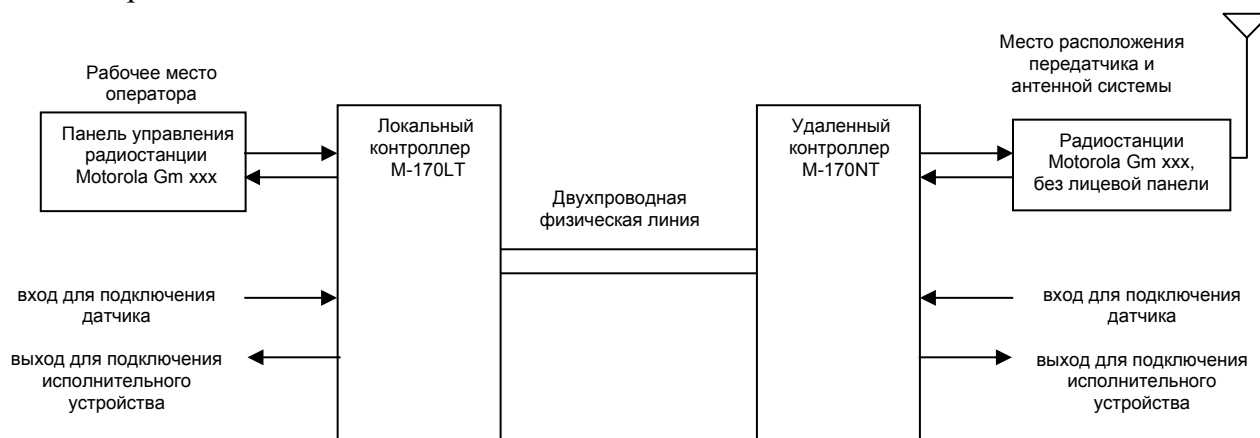 Рабочее место
оператора
Панель управления
радиостанции
Motorola Gm xxx
Локальный
контроллер
M-170LT
Двухпроводная
физическая линия
Удаленный
контроллер
M-170NT
Место расположения
передатчика и
антенной системы
Радиостанции
Motorola Gm xxx,
без лицевой панели
вход для подключения
датчика
выход для подключения
исполнительного
устройства
вход для подключения
датчика
выход для подключения
исполнительного
устройства